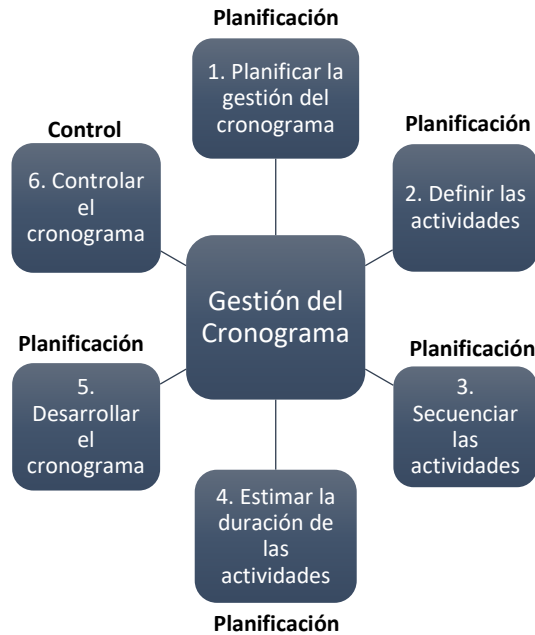 Planificación
1. Planificar la
gestión del
cronograma
Planificación
2. Definir las
actividades
Planificación
3.
Secuenciar
las
actividades
4. Estimar la
duración de
las
actividades
Planificación
Planificación
5.
Desarrollar
el
cronograma
Control
6. Controlar
el
cronograma
Gestión del
Cronograma